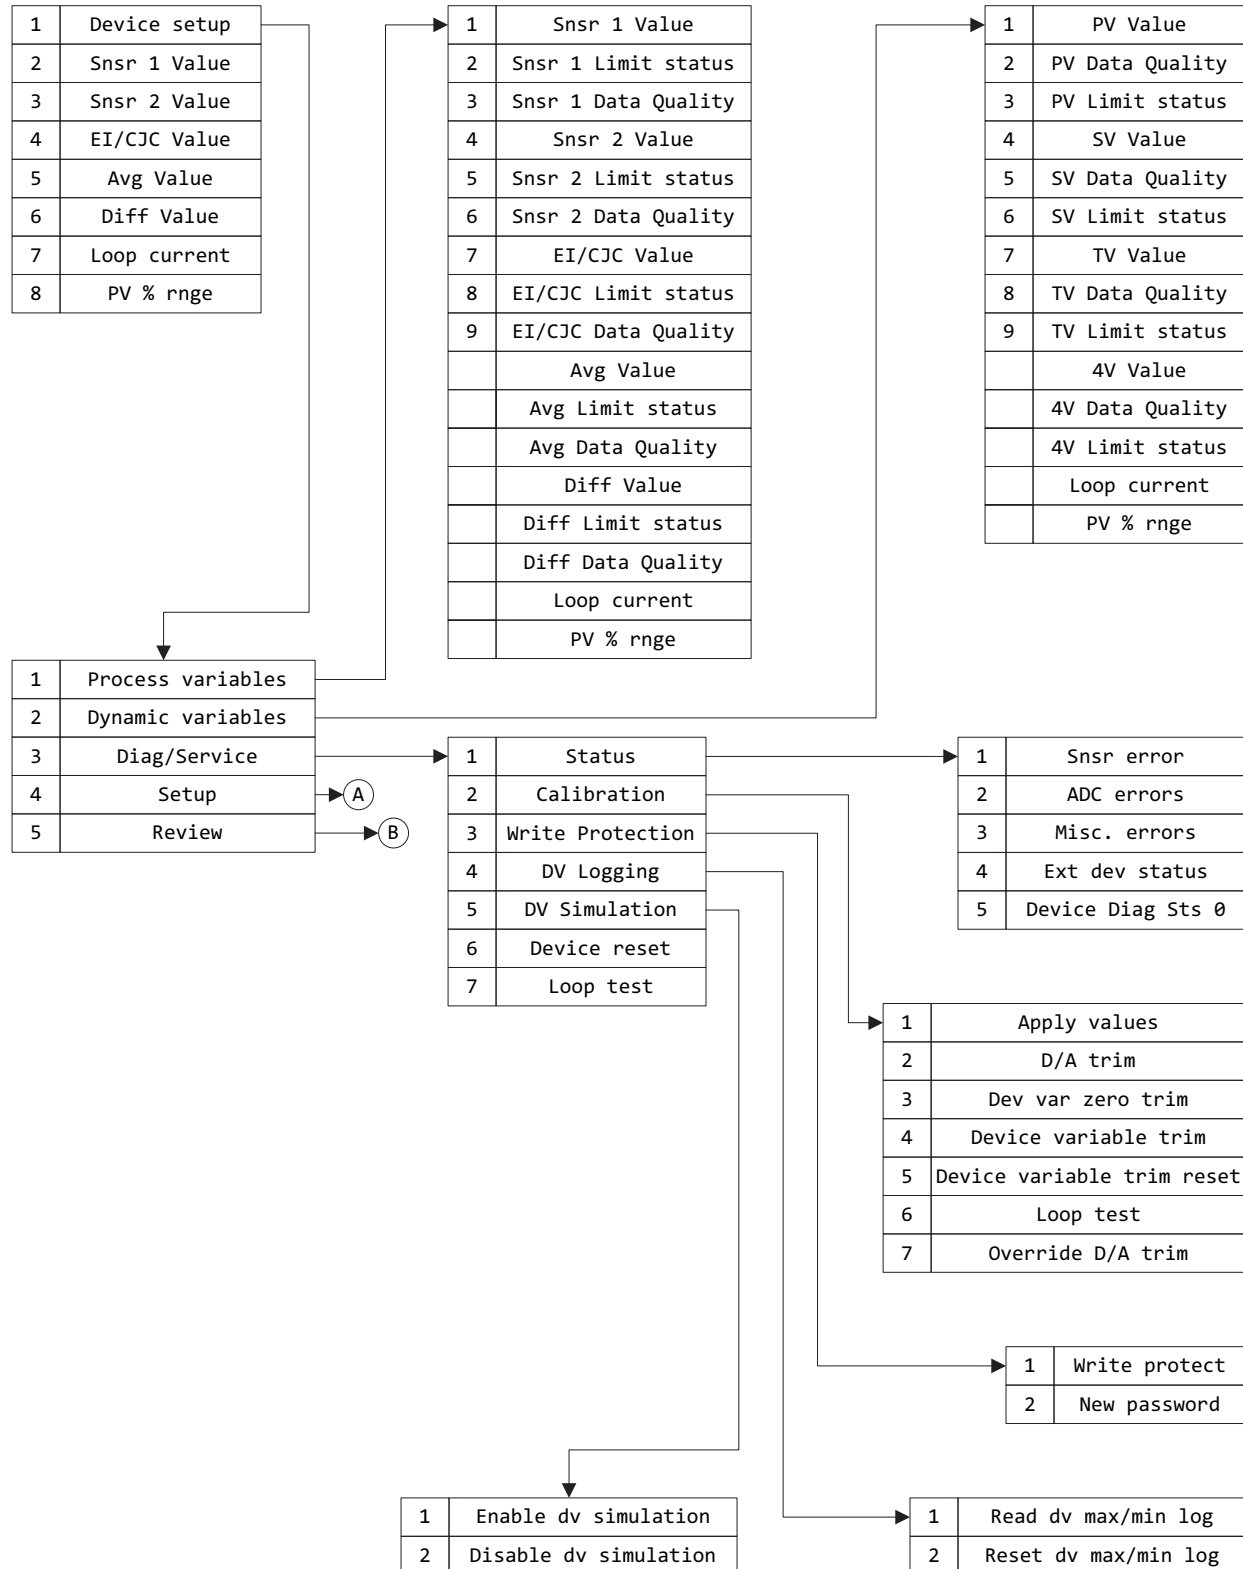 1 Device setup
2 Snsr 1 Value
3 Snsr 2 Value
4 EI/CJC Value
5 Avg Value
6 Diff Value
7 Loop current
8 PV % rnge
1 Snsr 1 Value
2 Snsr 1 Limit status
3 Snsr 1 Data Quality
4 Snsr 2 Value
5 Snsr 2 Limit status
6 Snsr 2 Data Quality
7 EI/CJC Value
8 EI/CJC Limit status
9 EI/CJC Data Quality
Avg Value
Avg Limit status
Avg Data Quality
Diff Value
Diff Limit status
Diff Data Quality
Loop current
PV % rnge
1 PV Value
2 PV Data Quality
3 PV Limit status
4 SV Value
5 SV Data Quality
6 SV Limit status
7 TV Value
8 TV Data Quality
9 TV Limit status
4V Value
4V Data Quality
4V Limit status
Loop current
PV % rnge
1 Process variables
2 Dynamic variables
3 Diag/Service
4 Setup A
5 Review B
1 Status
2 Calibration
3 Write Protection
4 DV Logging
5 DV Simulation
6 Device reset
7 Loop test
1 Snsr error
2 ADC errors
3 Misc. errors
4 Ext dev status
5 Device Diag Sts 0
1 Apply values
2 D/A trim
3 Dev var zero trim
4 Device variable trim
5 Device variable trim reset
6 Loop test
7 Override D/A trim
1 Write protect
2 New password
1 Enable dv simulation
2 Disable dv simulation
1 Read dv max/min log
2 Reset dv max/min log